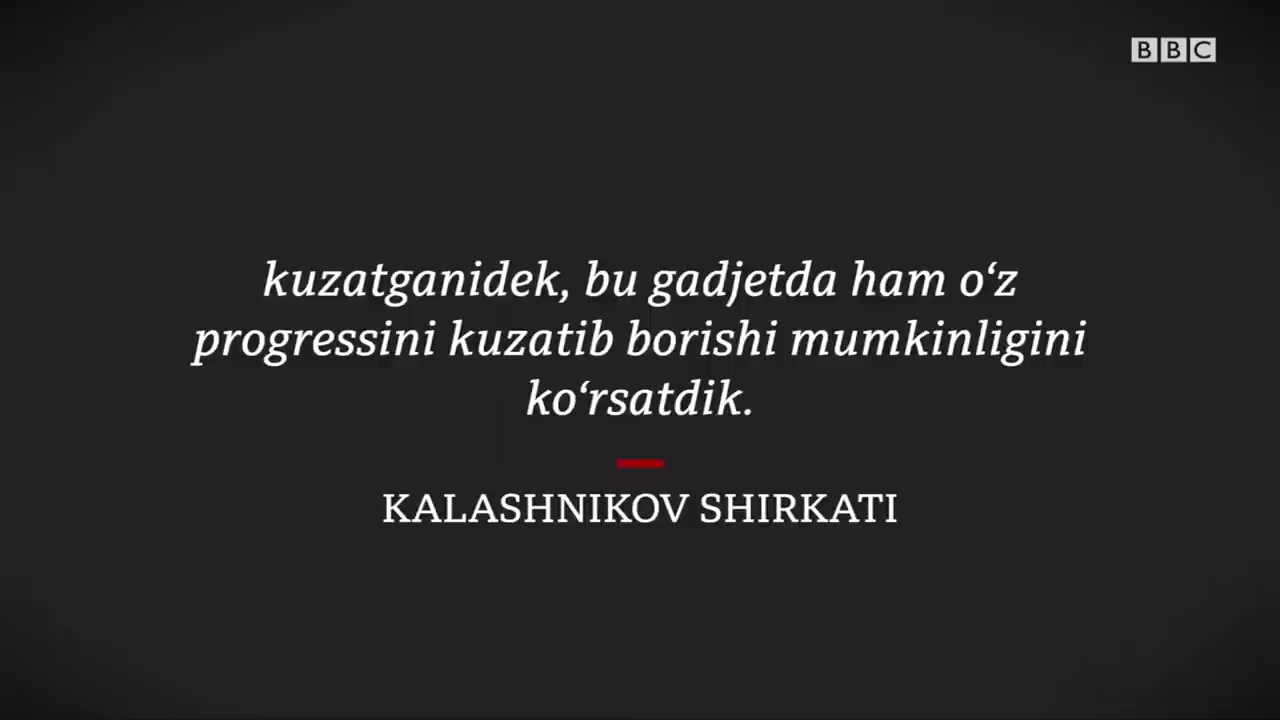 BBC
kuzatganidek, bu gadjetda ham o‘z
progressini kuzatib borishi mumkinligini
ko‘rsatdik.
KALASHNIKOV SHIRKATI